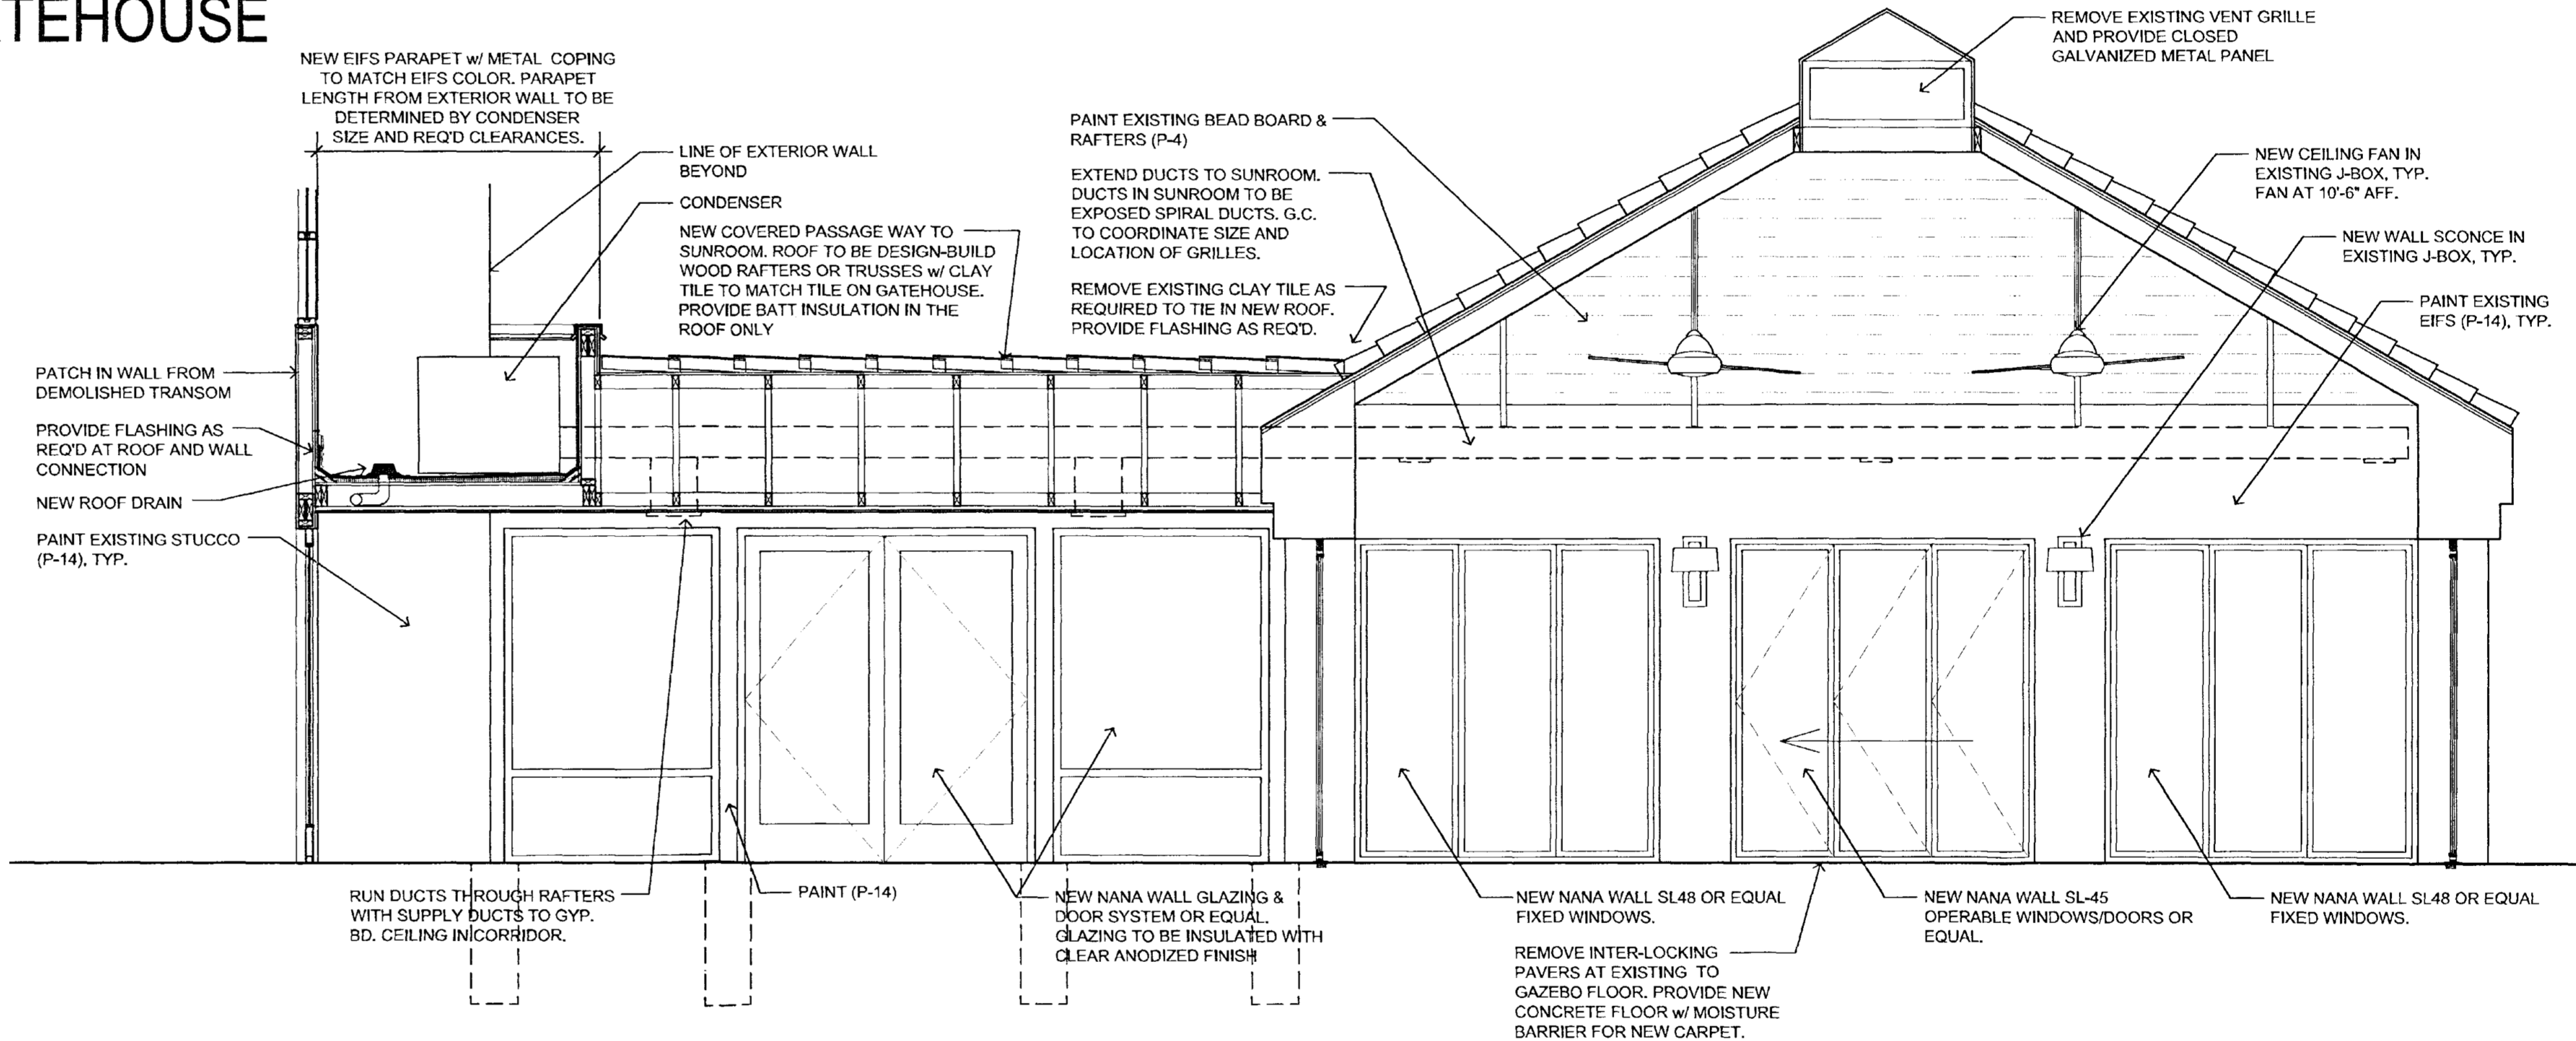 ATEHOUSE
NEW EIFS PARAPET w/ METAL COPING
TO MATCH EIFS COLOR. PARAPET
LENGTH FROM EXTERIOR WALL TO BE
DETERMINED BY CONDENSER
SIZE AND REQ'D CLEARANCES.
LINE OF EXTERIOR WALL
BEYOND
CONDENSER
NEW COVERED PASSAGE WAY TO
SUNROOM. ROOF TO BE DESIGN-BUILD
WOOD RAFTERS OR TRUSSES w/ CLAY
TILE TO MATCH TILE ON GATEHOUSE.
PROVIDE BATT INSULATION IN THE
ROOF ONLY
PAINT EXISTING BEAD BOARD &
RAFTERS (P-4)
EXTEND DUCTS TO SUNROOM.
DUCTS IN SUNROOM TO BE
EXPOSED SPIRAL DUCTS. G.C.
TO COORDINATE SIZE AND
LOCATION OF GRILLES.
REMOVE EXISTING CLAY TILE AS
REQUIRED TO TIE IN NEW ROOF.
PROVIDE FLASHING AS REQ'D.
REMOVE EXISTING VENT GRILLE
AND PROVIDE CLOSED
GALVANIZED METAL PANEL
NEW CEILING FAN IN
EXISTING J-BOX, TYP.
FAN AT 10'-6" AFF.
NEW WALL SCONCE IN
EXISTING J-BOX, TYP.
PAINT EXISTING
EIFS (P-14), TYP.
PATCH IN WALL FROM
DEMOLISHED TRANSOM
PROVIDE FLASHING AS
REQ'D AT ROOF AND WALL
CONNECTION
NEW ROOF DRAIN
PAINT EXISTING STUCCO
(P-14), TYP.
RUN DUCTS THROUGH RAFTERS
WITH SUPPLY DUCTS TO GYP.
BD. CEILING IN CORRIDOR.
PAINT (P-14)
NEW NANA WALL GLAZING &
DOOR SYSTEM OR EQUAL.
GLAZING TO BE INSULATED WITH
CLEAR ANODIZED FINISH
NEW NANA WALL SL48 OR EQUAL
FIXED WINDOWS.
REMOVE INTER-LOCKING
PAVERS AT EXISTING TO
GAZEBO FLOOR. PROVIDE NEW
CONCRETE FLOOR w/ MOISTURE
BARRIER FOR NEW CARPET.
NEW NANA WALL SL-45
OPERABLE WINDOWS/DOORS OR
EQUAL.
NEW NANA WALL SL48 OR EQUAL
FIXED WINDOWS.